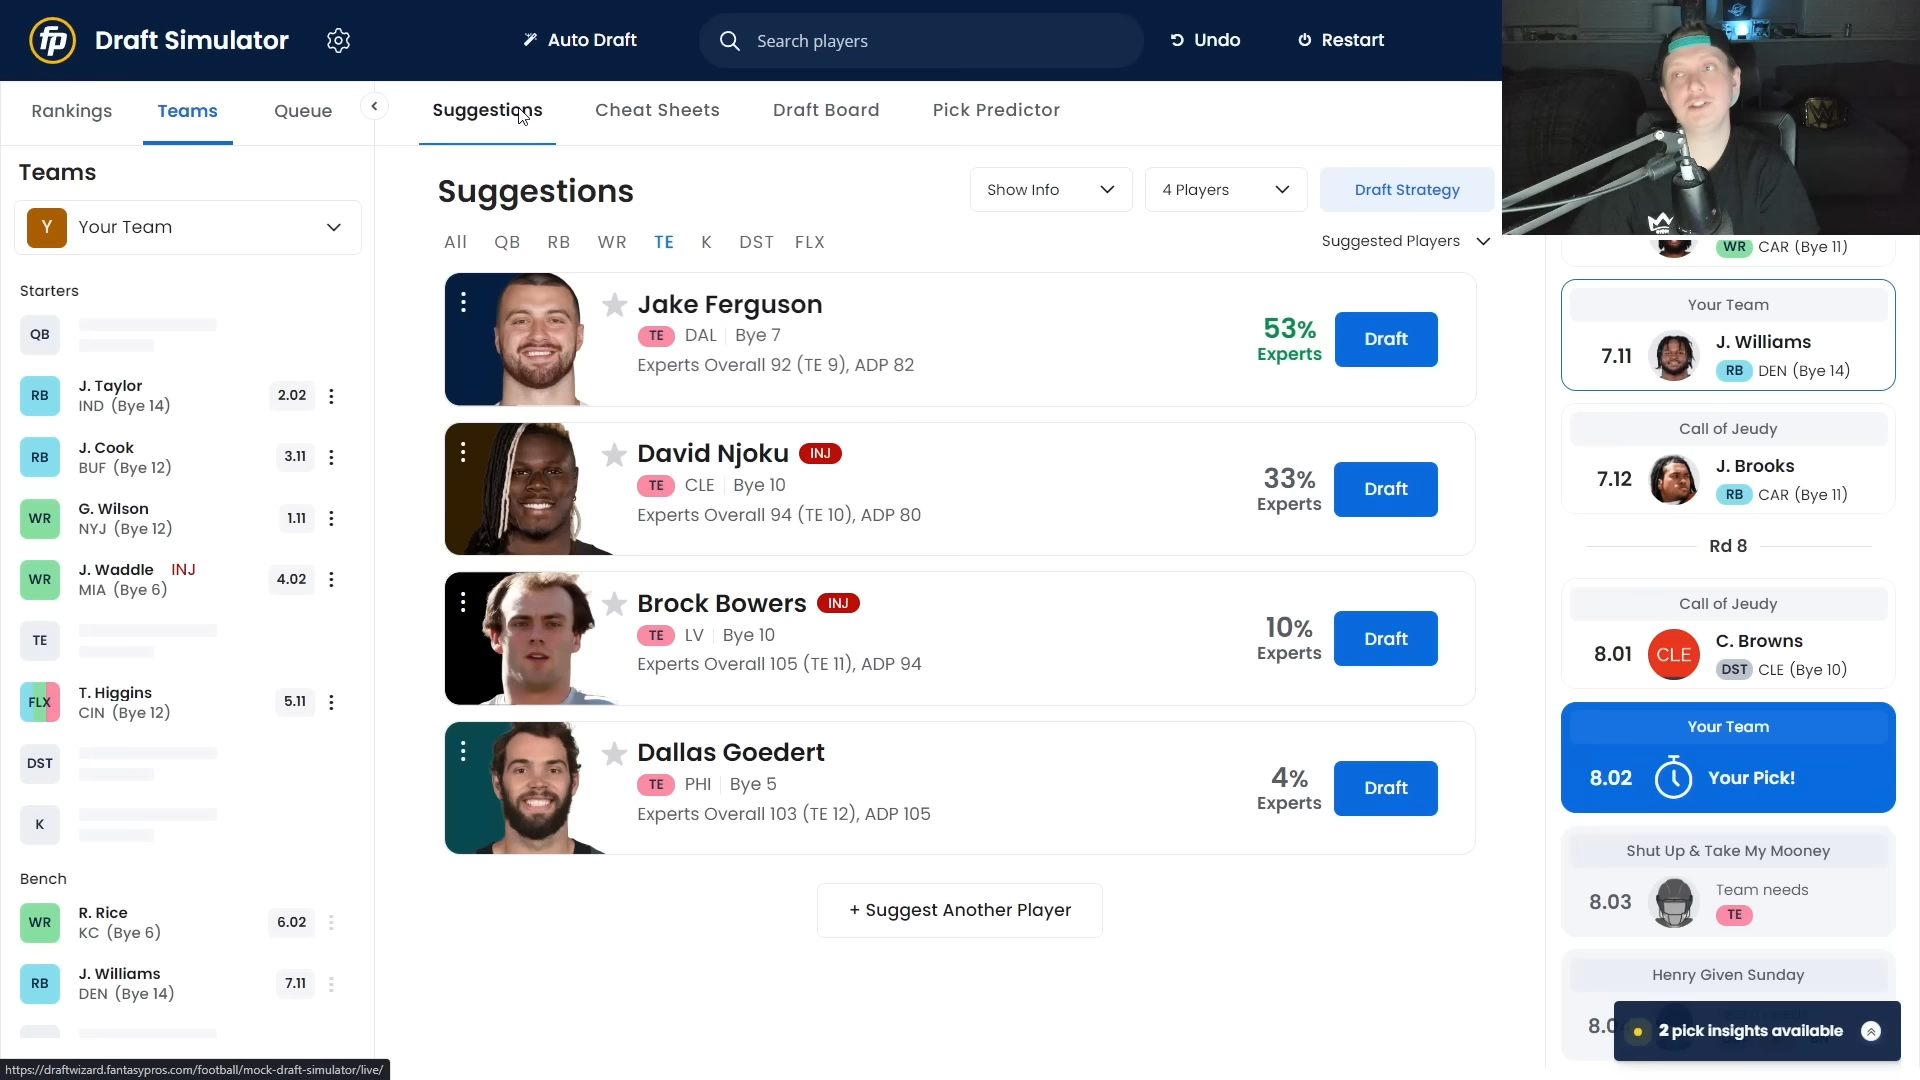 fp Draft Simulator
Auto Draft
Search players
Undo
Restart
Rankings
Teams
Queue
Suggestions
Cheat Sheets
Draft Board
Pick Predictor
Teams
Y Your Team
Starters
QB
RB J. Taylor 2.02
IND (Bye 14)
RB J. Cook 3.11
BUF (Bye 12)
WR G. Wilson 1.11
NYJ (Bye 12)
WR J. Waddle INJ 4.02
MIA (Bye 6)
TE
FLX T. Higgins 5.11
CIN (Bye 12)
DST
K
Bench
WR R. Rice 6.02
KC (Bye 6)
RB J. Williams 7.11
DEN (Bye 14)
https://draftwizard.fantasypros.com/football/mock-draft-simulator/live/
Suggestions
Show Info
4 Players
Draft Strategy
All QB RB WR TE K DST FLX
Suggested Players
Jake Ferguson
TE DAL Bye 7
Experts Overall 92 (TE 9), ADP 82
53%
Experts
Draft
David Njoku INJ
TE CLE Bye 10
Experts Overall 94 (TE 10), ADP 80
33%
Experts
Draft
Brock Bowers INJ
TE LV Bye 10
Experts Overall 105 (TE 11), ADP 94
10%
Experts
Draft
Dallas Goedert
TE PHI Bye 5
Experts Overall 103 (TE 12), ADP 105
4%
Experts
Draft
+ Suggest Another Player
WR CAR (Bye 11)
Your Team
7.11 J. Williams
RB DEN (Bye 14)
Call of Jeudy
7.12 J. Brooks
RB CAR (Bye 11)
Rd 8
Call of Jeudy
8.01 CLE C. Browns
DST CLE (Bye 10)
Your Team
8.02 Your Pick!
Shut Up & Take My Mooney
8.03 Team needs
TE
Henry Given Sunday
2 pick insights available